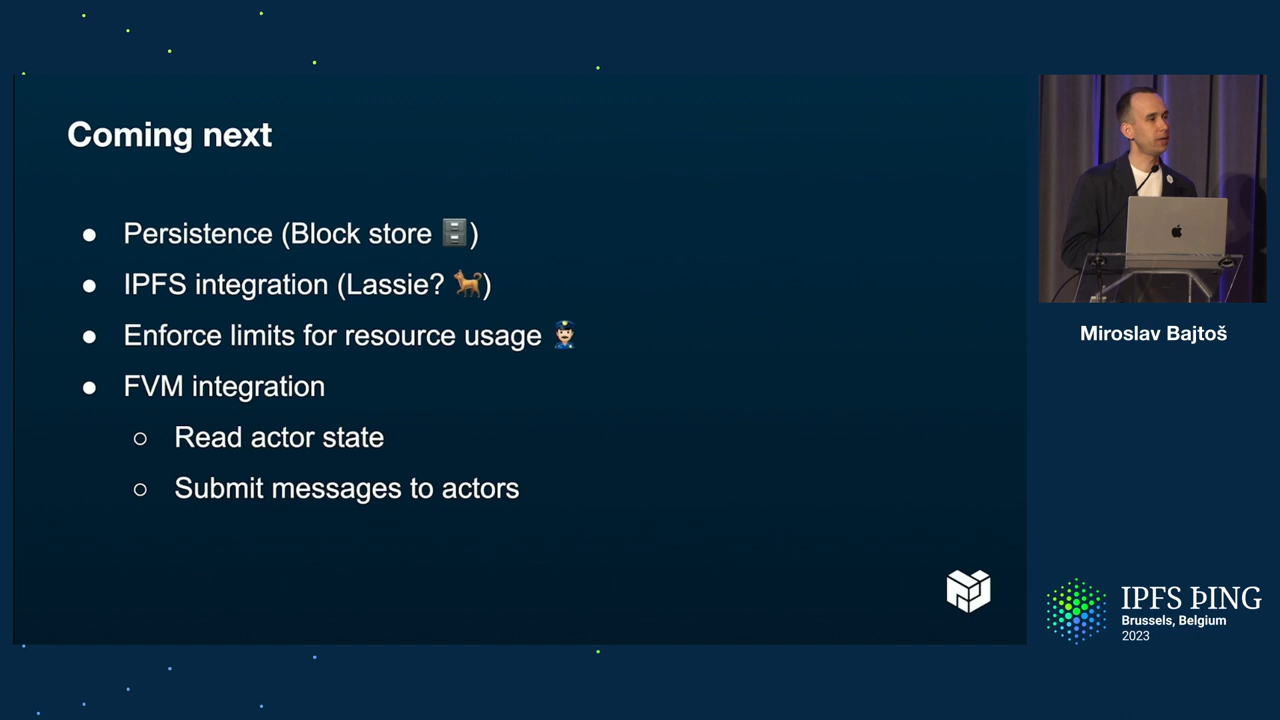 Coming next
● Persistence (Block store 🗄️)
● IPFS integration (Lassie? 🐕)
● Enforce limits for resource usage 👮🏻‍♂️
● FVM integration
○ Read actor state
○ Submit messages to actors
Miroslav Bajtoš
IPFS ÞING
Brussels, Belgium
2023